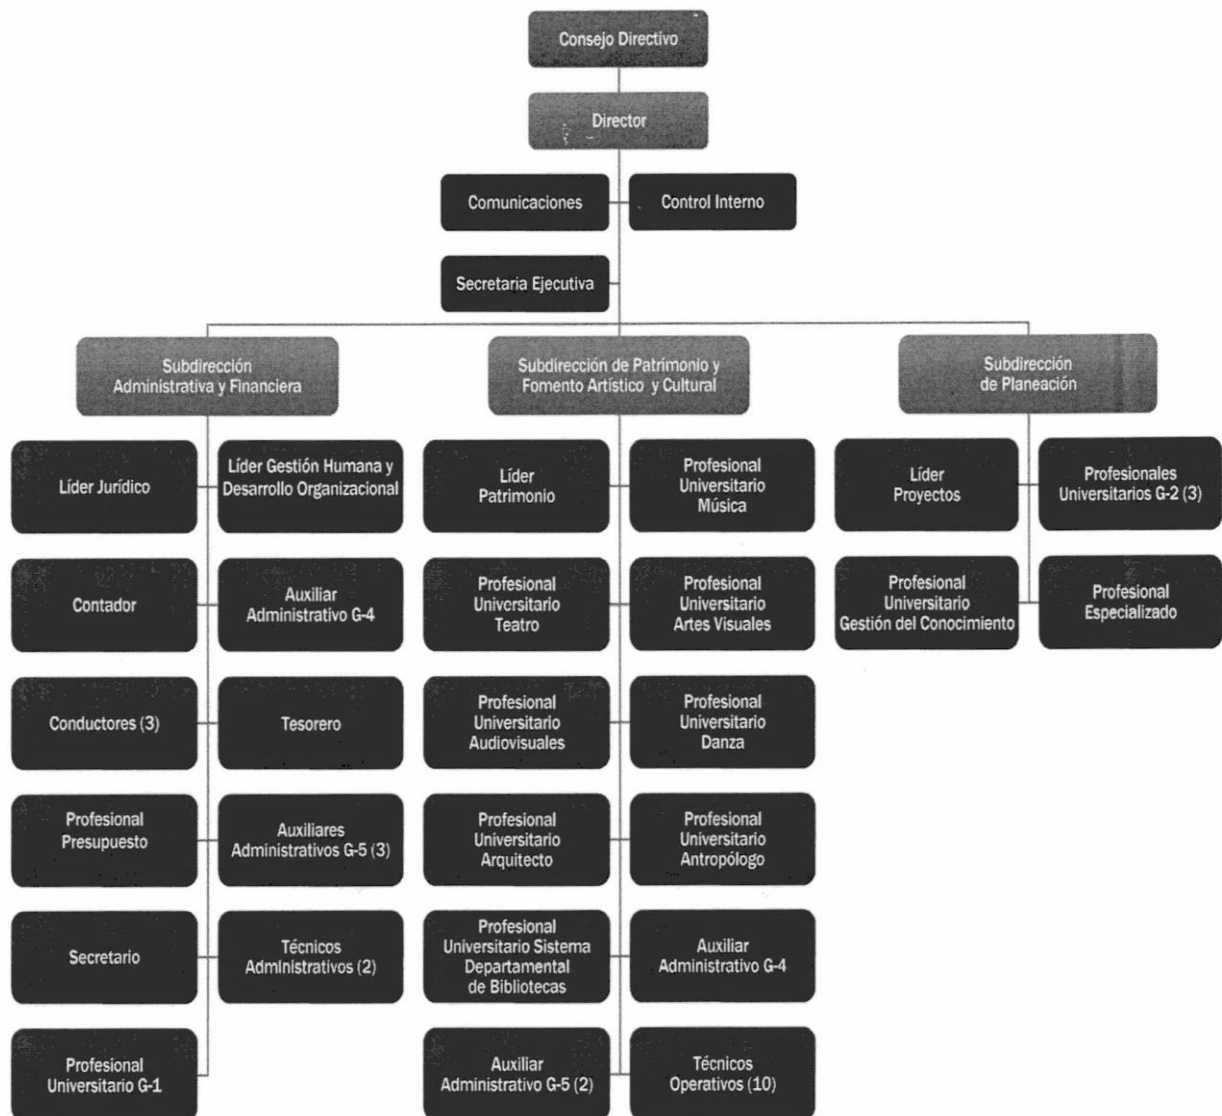 Consejo Directivo
Director
Comunicaciones
Control Interno
Secretaria Ejecutiva
Subdirección
Administrativa y Financiera
Subdirección de Patrimonio y
Fomento Artístico y Cultural
Subdirección
de Planeación
Líder Jurídico
Líder Gestión Humana y
Desarrollo Organizacional
Líder
Patrimonio
Profesional
Universitario
Música
Líder
Proyectos
Profesionales
Universitarios G-2 (3)
Contador
Auxiliar
Administrativo G-4
Profesional
Universitario
Teatro
Profesional
Universitario
Artes Visuales
Profesional
Universitario
Gestión del Conocimiento
Profesional
Especializado
Conductores (3)
Tesorero
Profesional
Universitario
Audiovisuales
Profesional
Universitario
Danza
Profesional
Presupuesto
Auxiliares
Administrativos G-5 (3)
Profesional
Universitario
Arquitecto
Profesional
Universitario
Antropólogo
Secretario
Técnicos
Administrativos (2)
Profesional
Universitario Sistema
Departamental
de Bibliotecas
Auxiliar
Administrativo G-4
Profesional
Universitario G-1
Auxiliar
Administrativo G-5 (2)
Técnicos
Operativos (10)